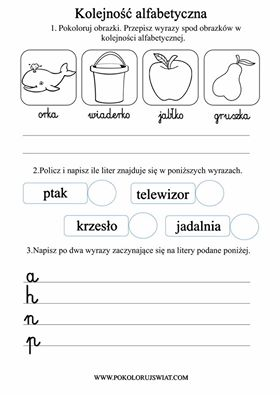 Kolejność alfabetyczna
1. Pokoloruj obrazki. Przepisz wyrazy spod obrazków w
kolejności alfabetycznej.
orka wiaderko jabłko gruszka
2.Policz i napisz ile liter znajduje się w poniższych wyrazach.
ptak telewizor
krzesło jadalnia
3.Napisz po dwa wyrazy zaczynające się na litery podane poniżej.
a
h
n
p
WWW.POKOLORUJSWIAT.COM